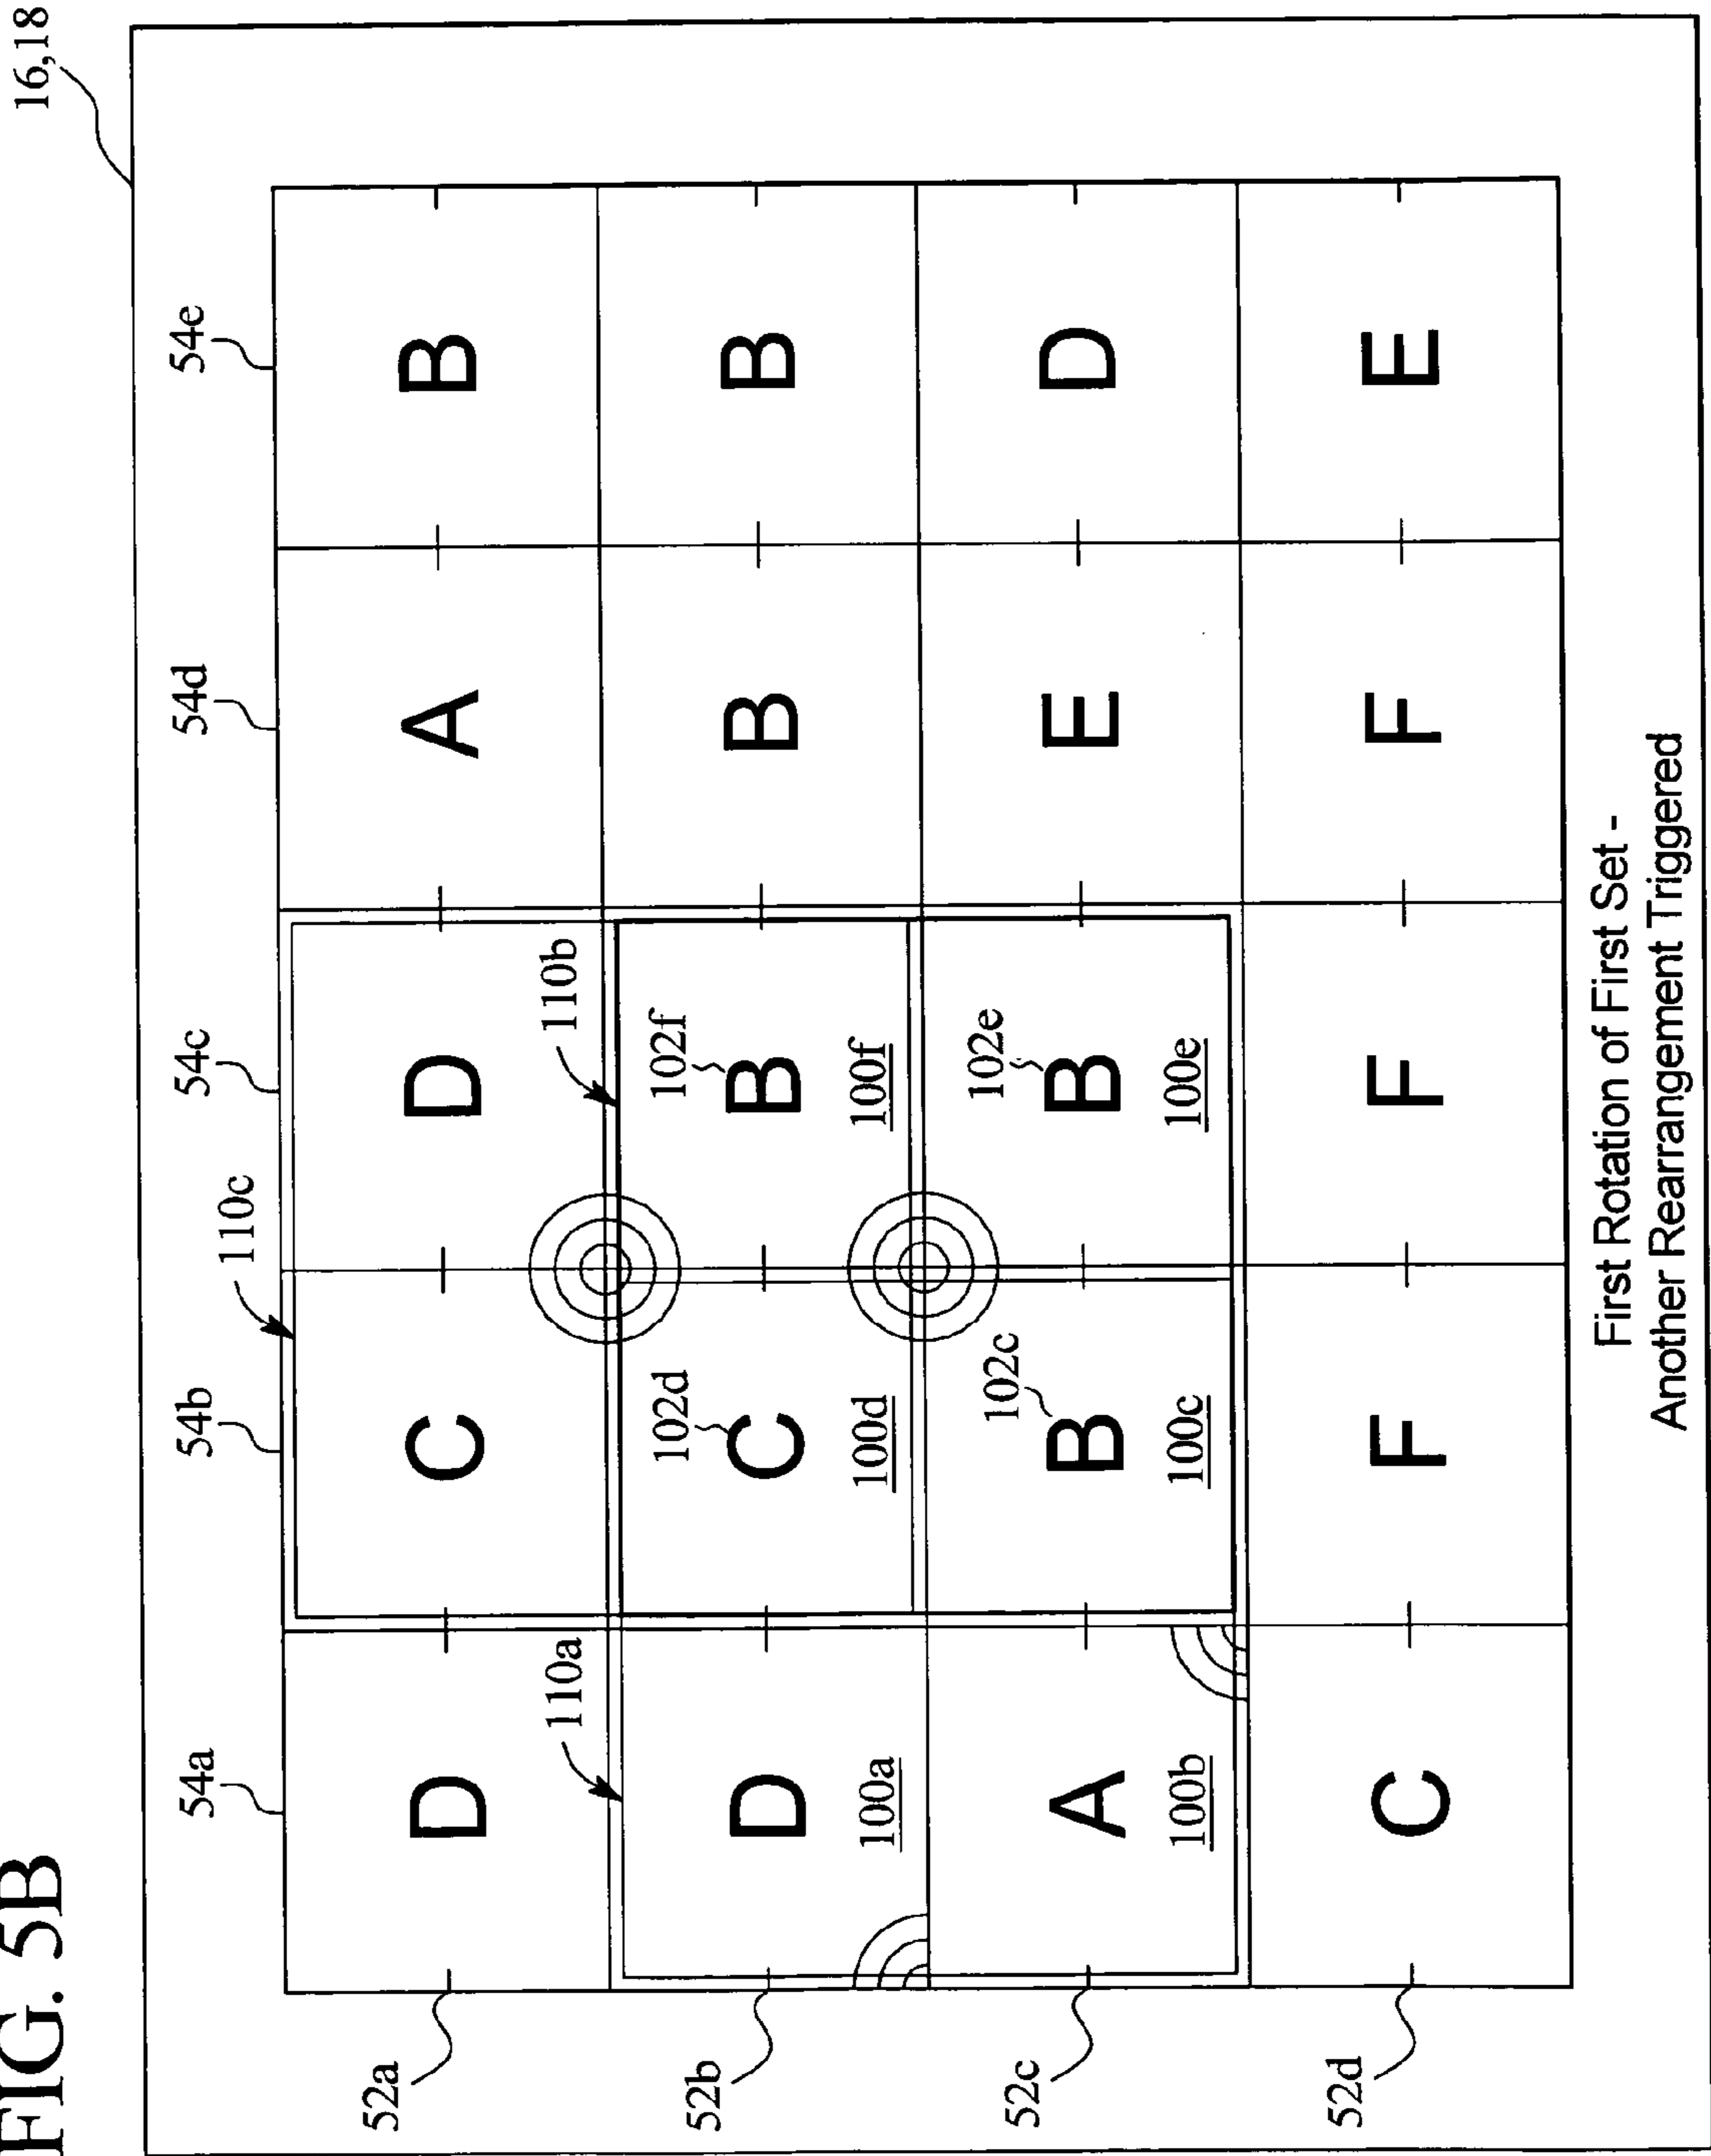 FIG. 5B
16,18
54a 54b 54c 54d 54e
110c
52a D C D A B
110a 110b
102d 102f
52b D C B B B
100a 100d 100f
102c 102e
52c A B B E D
100b 100c 100e
52d C F F F E
First Rotation of First Set -
Another Rearrangement Triggered